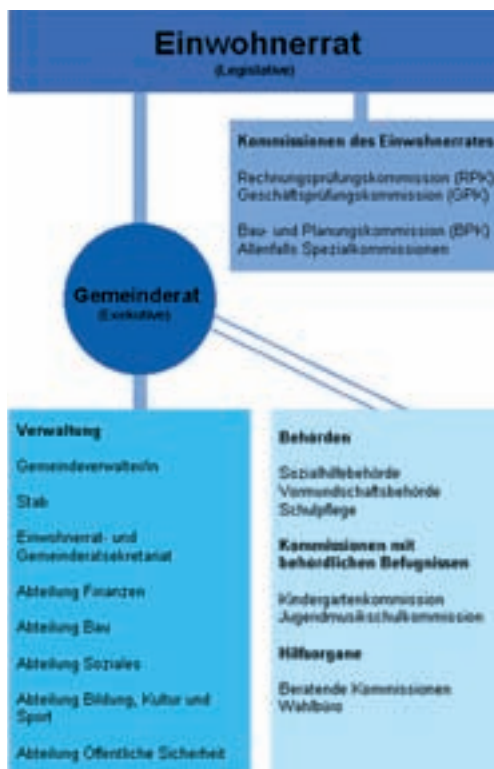 Einwohnerrat
(Legislative)
Kommissionen des Einwohnerrates
Rechnungsprüfungskommission (RPK)
Geschäftsprüfungskommission (GPK)
Bau- und Planungskommission (BPK)
Allenfalls Spezialkommissionen
Gemeinderat
(Exekutive)
Verwaltung
Gemeindeverwalter/in
Stab
Einwohnerrat- und
Gemeinderatsekretariat
Abteilung Finanzen
Abteilung Bau
Abteilung Soziales
Abteilung Bildung, Kultur und
Sport
Abteilung Öffentliche Sicherheit
Behörden
Sozialhilfebehörde
Vormundschaftsbehörde
Schulpflege
Kommissionen mit
behördlichen Befugnissen
Kindergartenkommission
Jugendmusikschulkommission
Hilfsorgane
Beratende Kommissionen
Wahlbüro